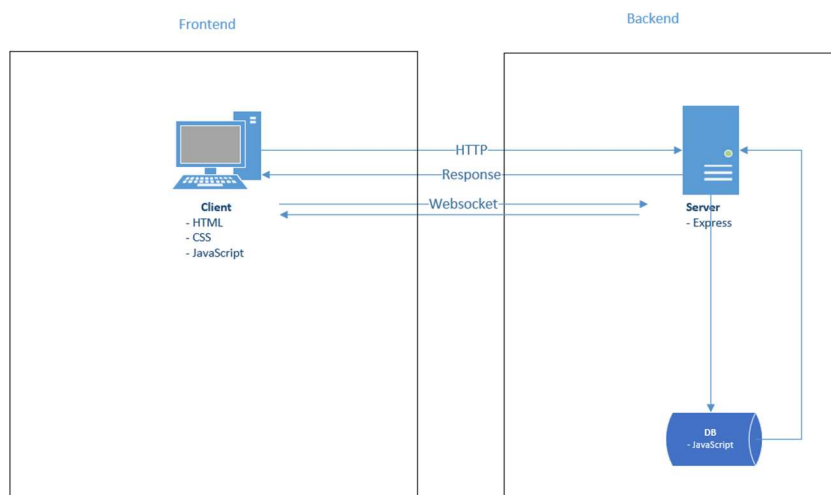 Frontend
Backend
HTTP
Response
Websocket
Client
- HTML
- CSS
- JavaScript
Server
- Express
DB
- JavaScript